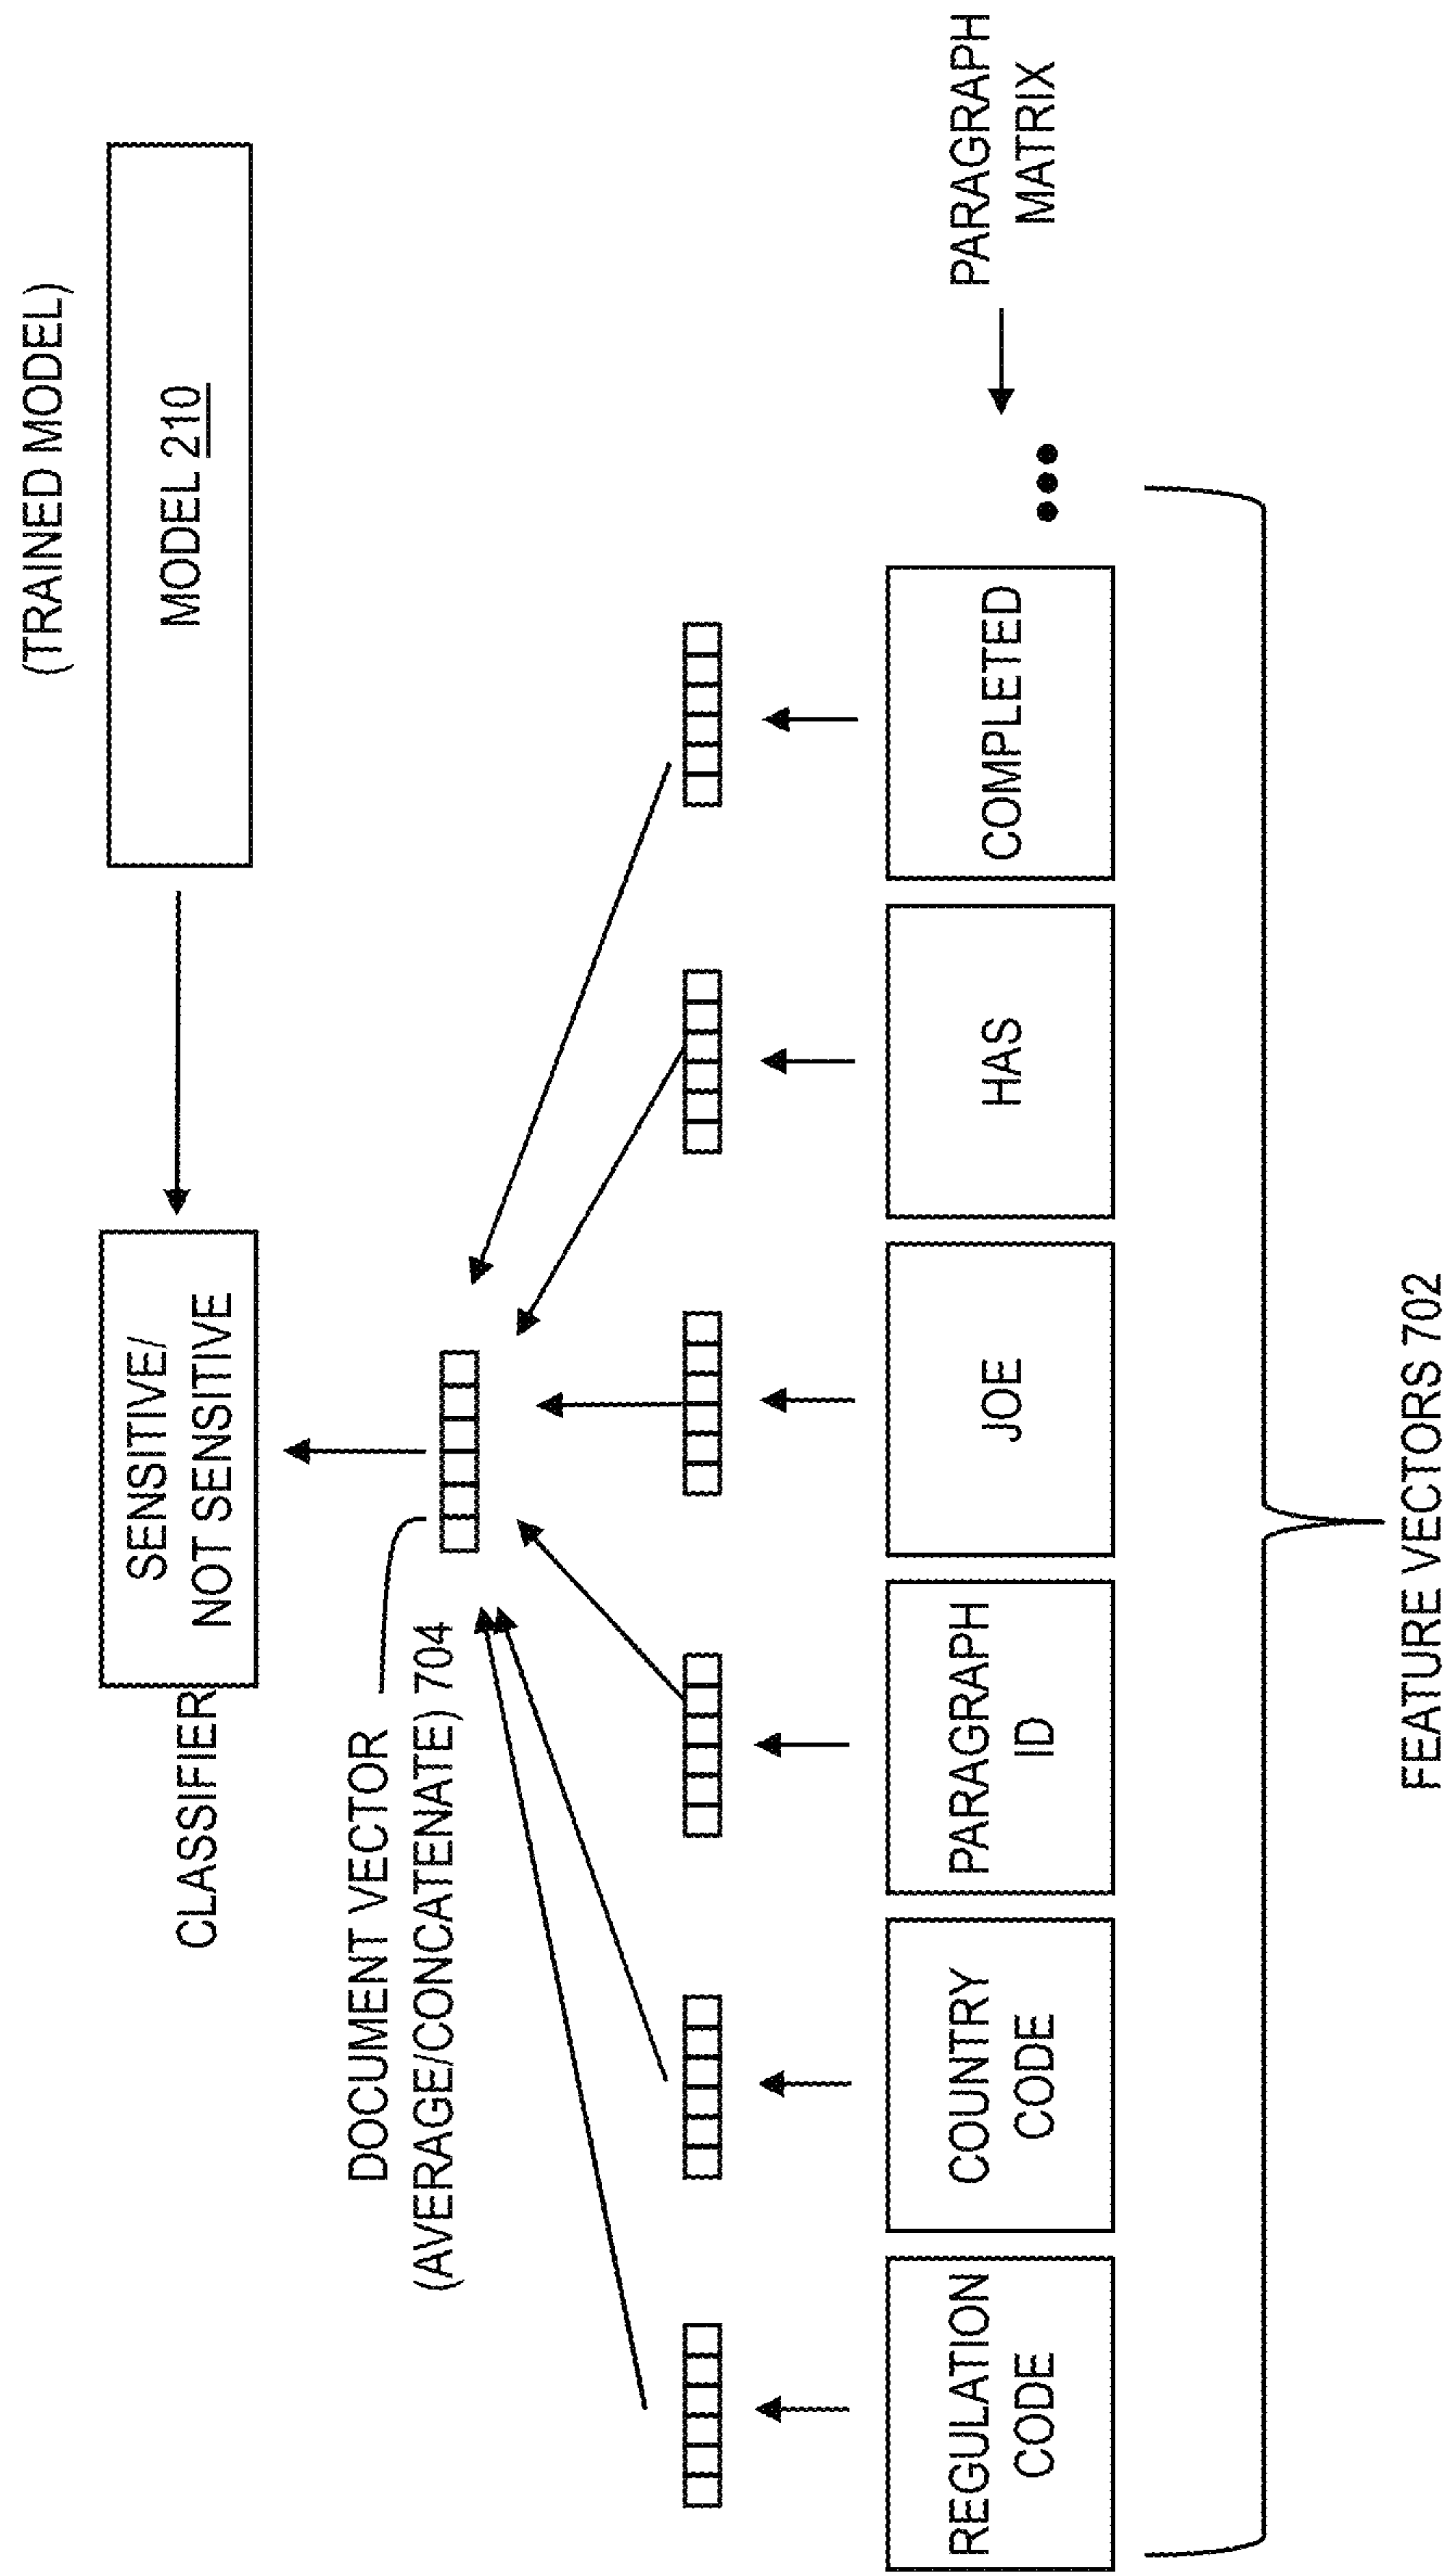 (TRAINED MODEL)
MODEL 210
SENSITIVE/
NOT SENSITIVE
CLASSIFIER
DOCUMENT VECTOR
(AVERAGE/CONCATENATE) 704
REGULATION
CODE
COUNTRY
CODE
PARAGRAPH
ID
JOE
HAS
COMPLETED
PARAGRAPH
MATRIX
FEATURE VECTORS 702